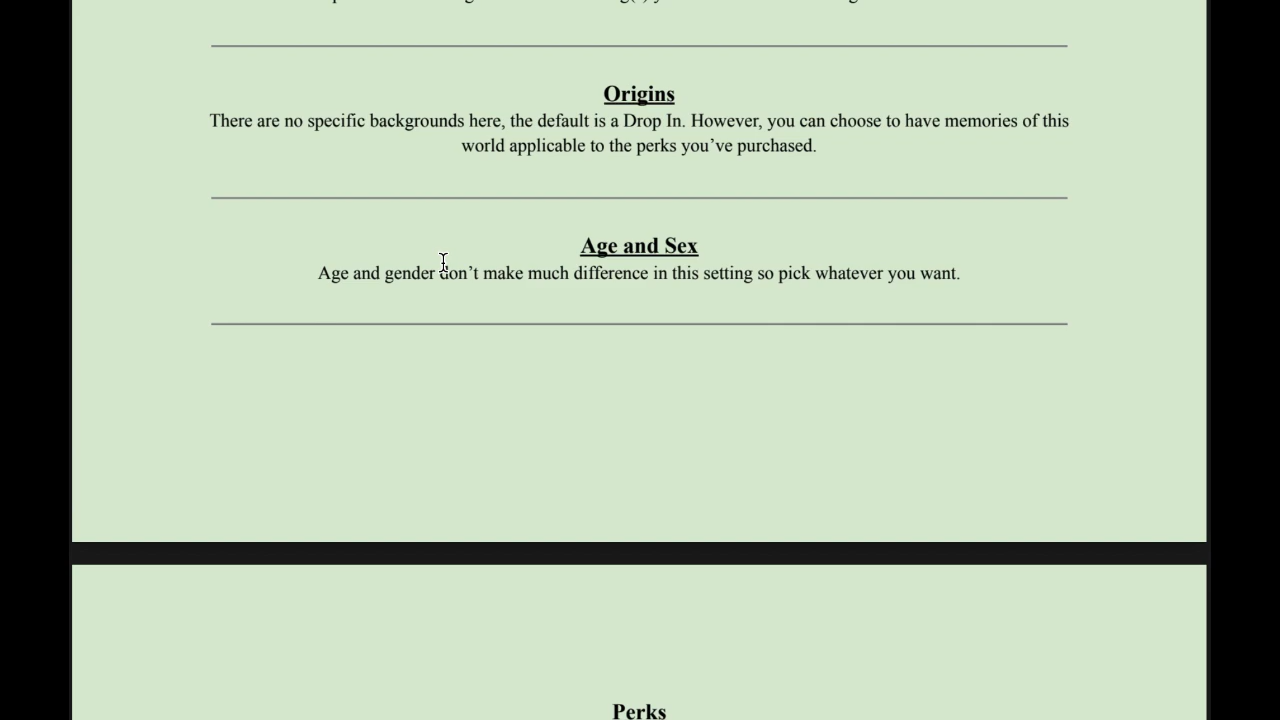 Origins
There are no specific backgrounds here, the default is a Drop In. However, you can choose to have memories of this
world applicable to the perks you’ve purchased.
Age and Sex
Age and gender don’t make much difference in this setting so pick whatever you want.
Perks